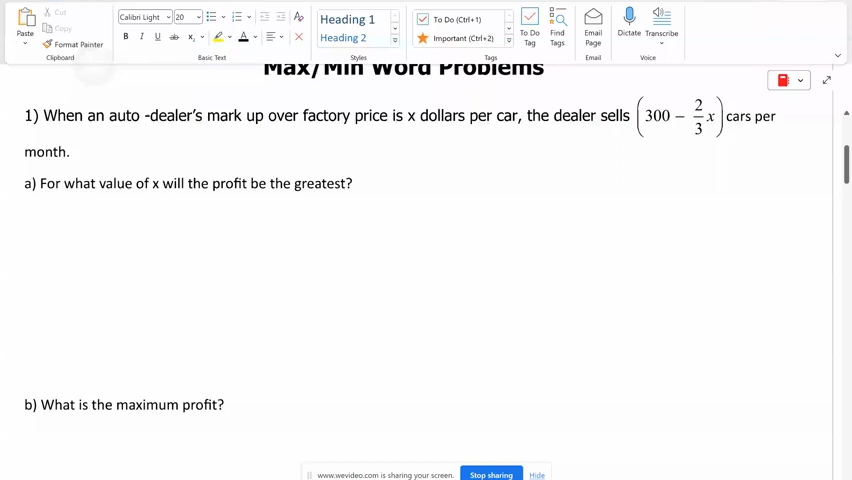 Calibri Light 20
Cut
Copy
Paste
Format Painter
Clipboard
B I U ab x₂ A
Basic Text
Heading 1
Heading 2
Styles
To Do (Ctrl+1)
Important (Ctrl+2)
Tags
To Do Tag
Find Tags
Email Page
Email
Dictate
Transcribe
Voice
Max/Min Word Problems
1) When an auto -dealer's mark up over factory price is x dollars per car, the dealer sells (300 − 2/3 x) cars per
month.
a) For what value of x will the profit be the greatest?
b) What is the maximum profit?
www.wevideo.com is sharing your screen. Stop sharing Hide